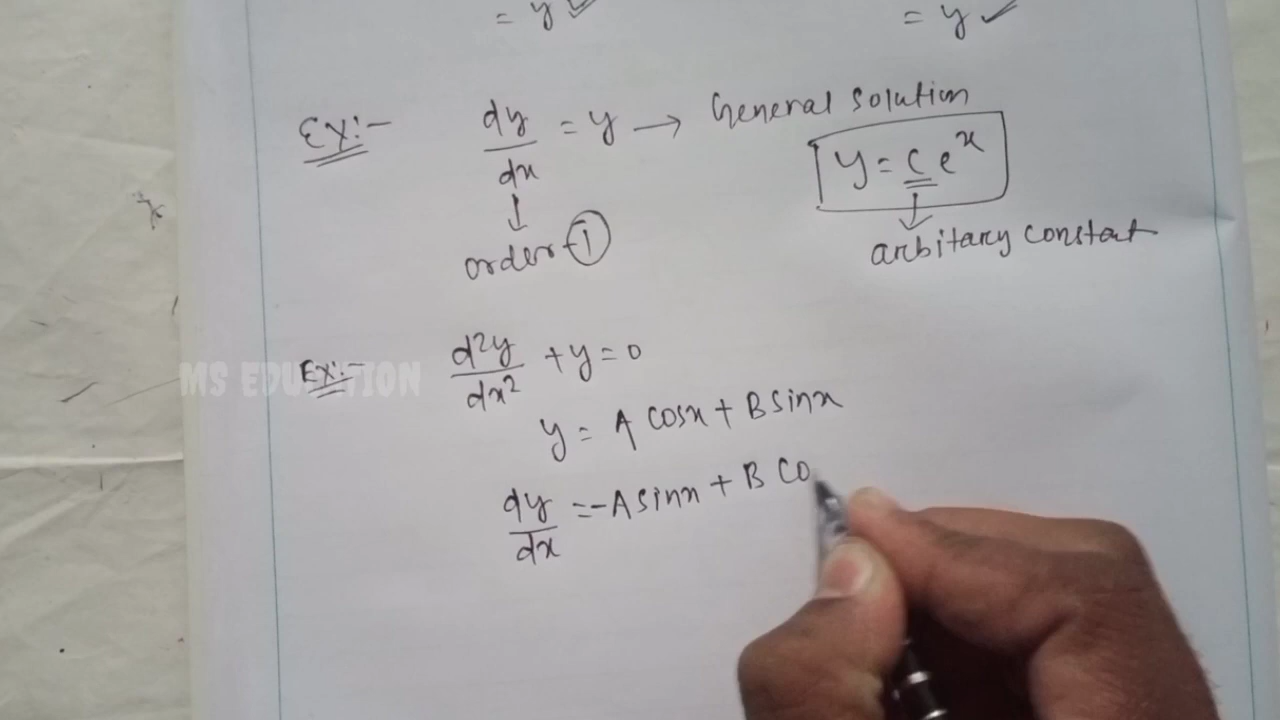 = y ✓ = y ✓
Ex:- dy/dx = y → General solution
y = c e^x
↓ ↓
order-① arbitary constant
MS EDUCATION
Ex:- d²y/dx² + y = 0
y = A cosx + B sinx
dy/dx = -A sinx + B co